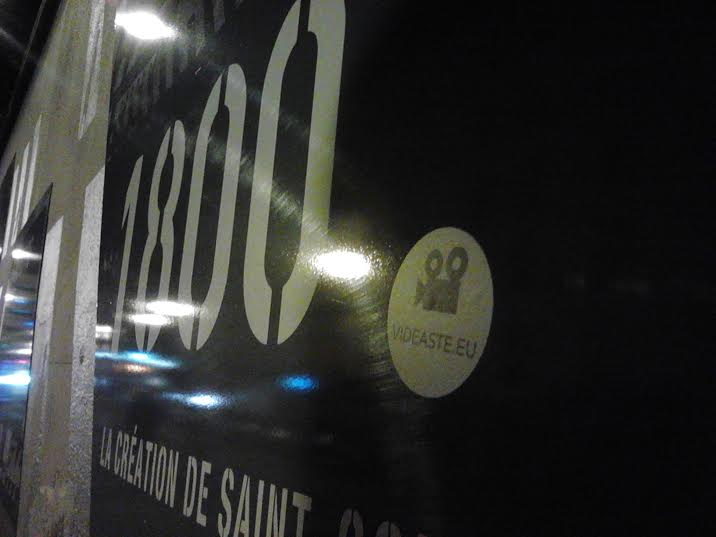 1800
VIDEASTE.EU
LA CRÉATION DE SAINT